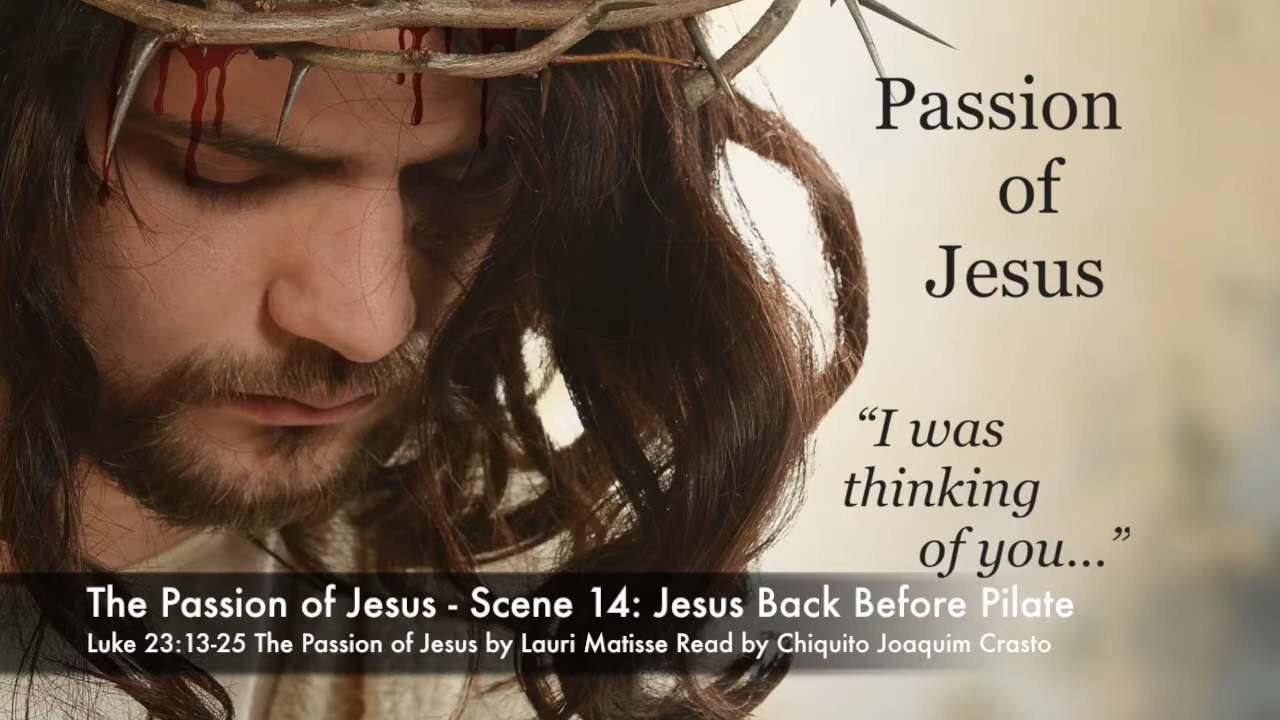 Passion
of
Jesus
“I was
thinking
of you...”
The Passion of Jesus - Scene 14: Jesus Back Before Pilate
Luke 23:13-25 The Passion of Jesus by Lauri Matisse Read by Chiquito Joaquim Crasto